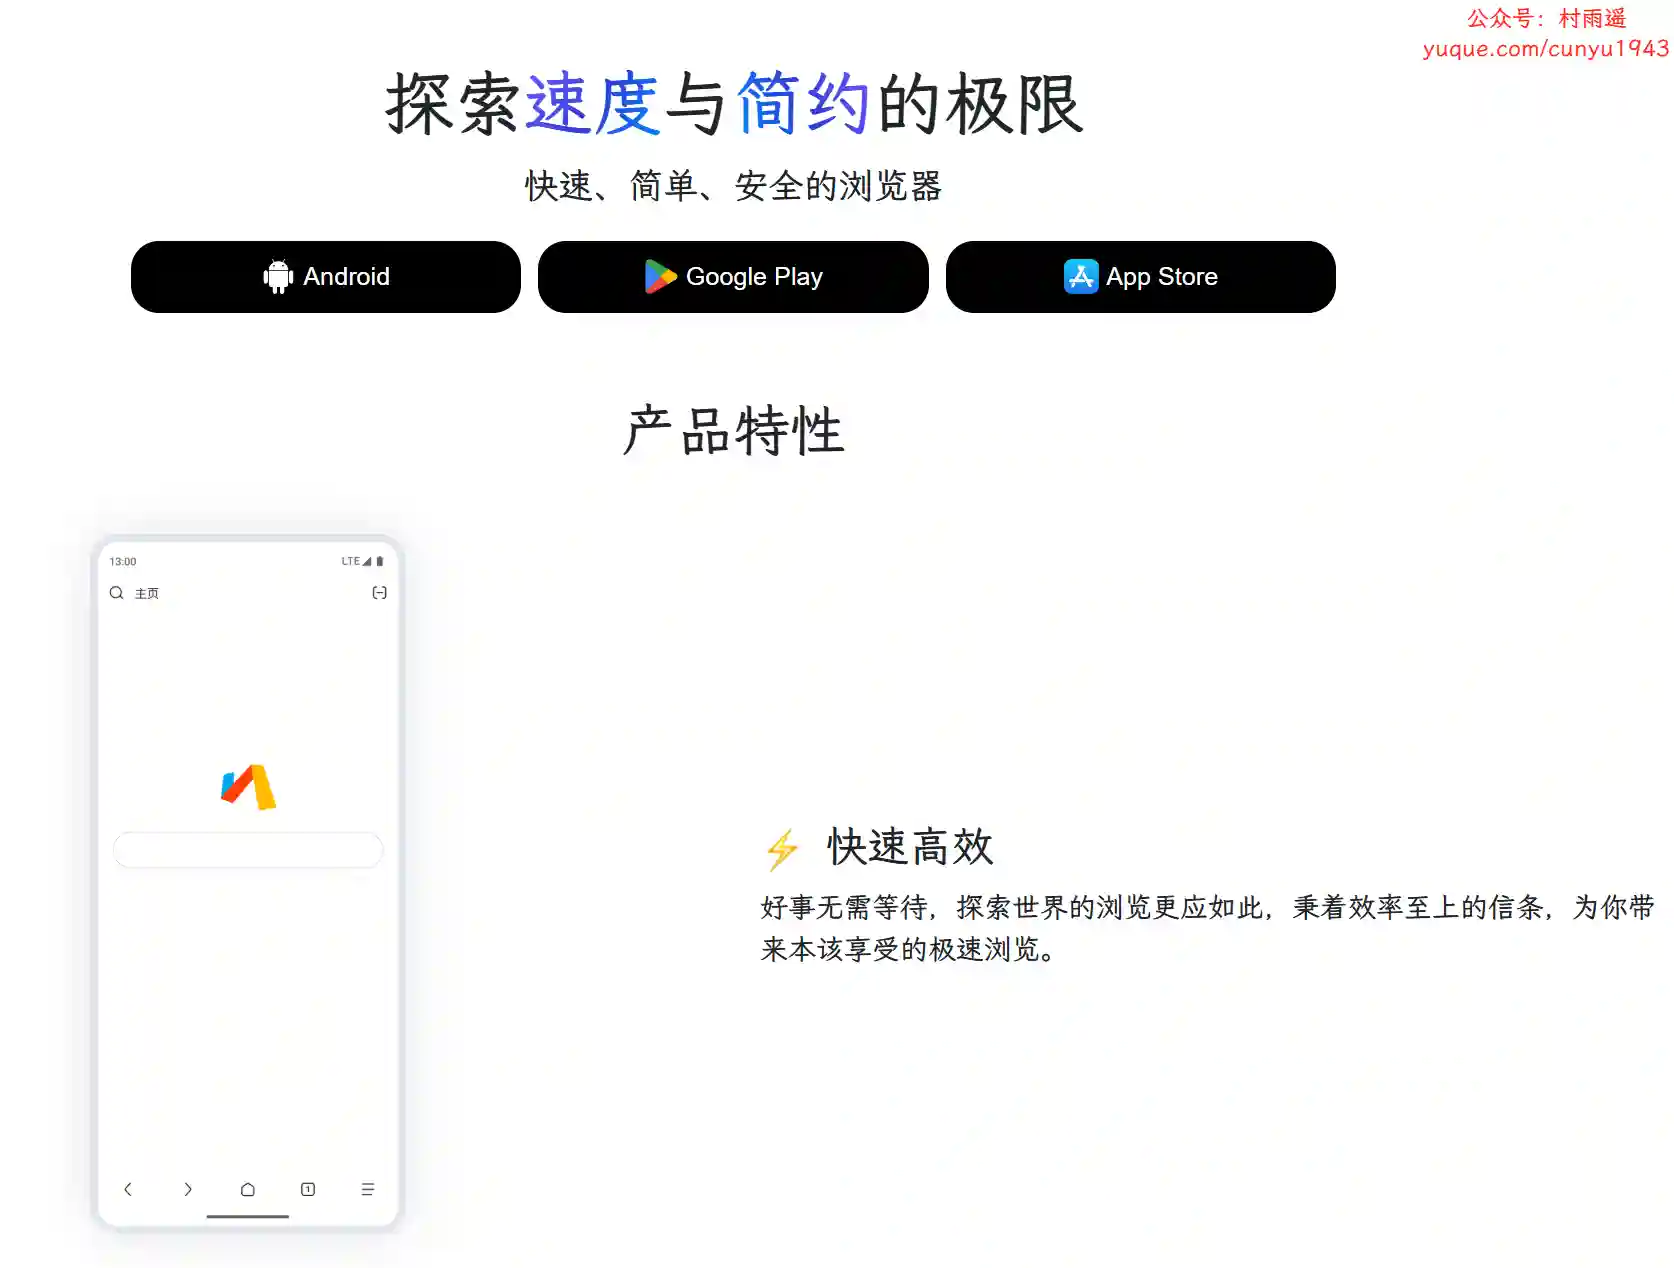 公众号：村雨遥
yuque.com/cunyu1943
探索速度与简约的极限
快速、简单、安全的浏览器
Android
Google Play
App Store
产品特性
13:00
LTE
主页
⚡ 快速高效
好事无需等待，探索世界的浏览更应如此，秉着效率至上的信条，为你带
来本该享受的极速浏览。
1